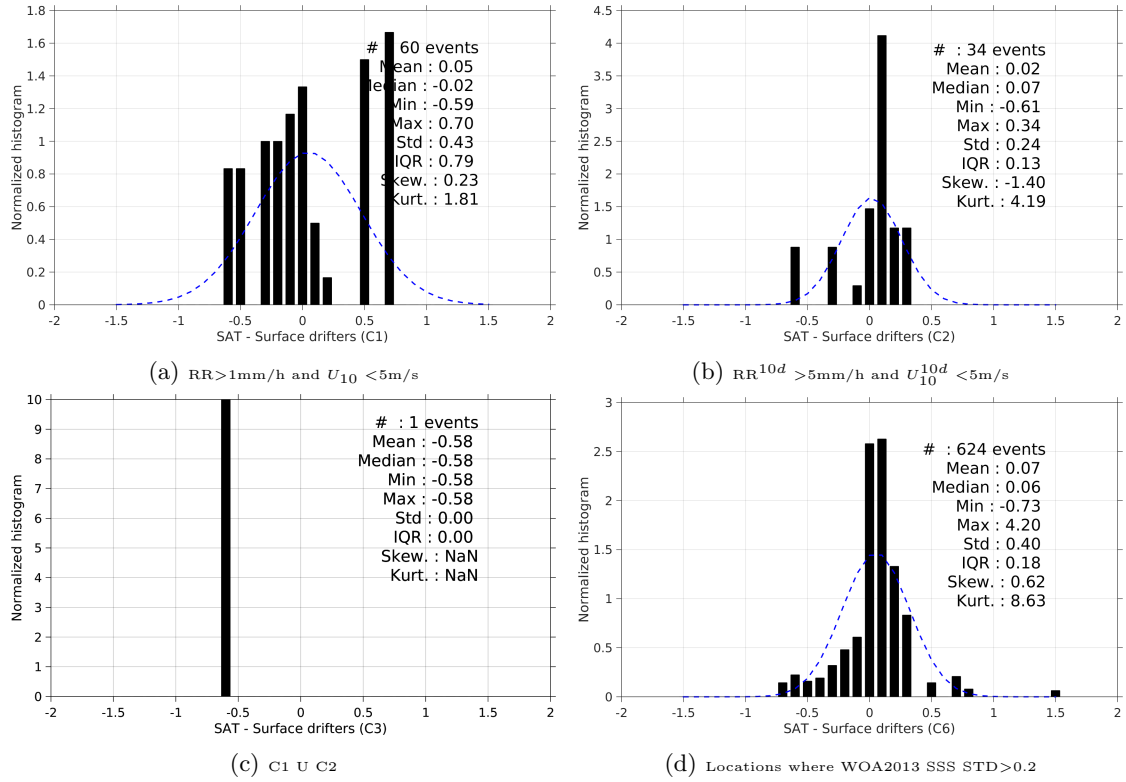 1.8
1.6
1.4
1.2
1
0.8
0.6
0.4
0.2
0
Normalized histogram
# : 60 events
Mean : 0.05
Median : -0.02
Min : -0.59
Max : 0.70
Std : 0.43
IQR : 0.79
Skew. : 0.23
Kurt. : 1.81
-2 -1.5 -1 -0.5 0 0.5 1 1.5 2
SAT - Surface drifters (C1)
(a) RR>1mm/h and U10 <5m/s
4.5
4
3.5
3
2.5
2
1.5
1
0.5
0
Normalized histogram
# : 34 events
Mean : 0.02
Median : 0.07
Min : -0.61
Max : 0.34
Std : 0.24
IQR : 0.13
Skew. : -1.40
Kurt. : 4.19
-2 -1.5 -1 -0.5 0 0.5 1 1.5 2
SAT - Surface drifters (C2)
(b) RR10d >5mm/h and U10 10d <5m/s
10
9
8
7
6
5
4
3
2
1
0
Normalized histogram
# : 1 events
Mean : -0.58
Median : -0.58
Min : -0.58
Max : -0.58
Std : 0.00
IQR : 0.00
Skew. : NaN
Kurt. : NaN
-2 -1.5 -1 -0.5 0 0.5 1 1.5 2
SAT - Surface drifters (C3)
(c) C1 U C2
3
2.5
2
1.5
1
0.5
0
Normalized histogram
# : 624 events
Mean : 0.07
Median : 0.06
Min : -0.73
Max : 4.20
Std : 0.40
IQR : 0.18
Skew. : 0.62
Kurt. : 8.63
-2 -1.5 -1 -0.5 0 0.5 1 1.5 2
SAT - Surface drifters (C6)
(d) Locations where WOA2013 SSS STD>0.2